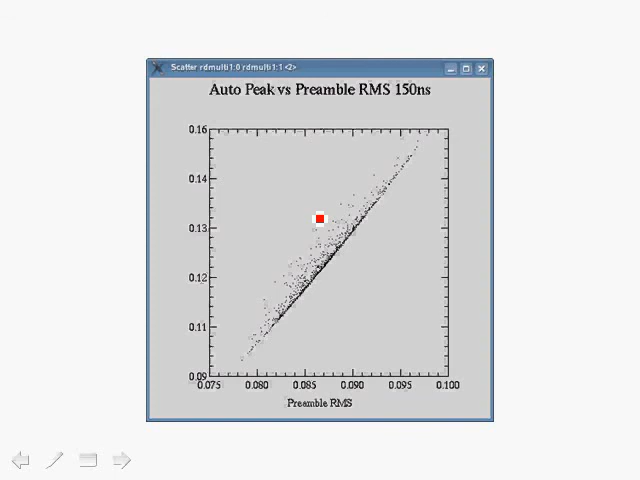 Scatter rdmulti1:0 rdmulti1:1 <2>
Auto Peak vs Preamble RMS 150ns
0.16
0.14
0.13
0.12
0.11
0.09
0.075 0.080 0.085 0.090 0.095 0.100
Preamble RMS